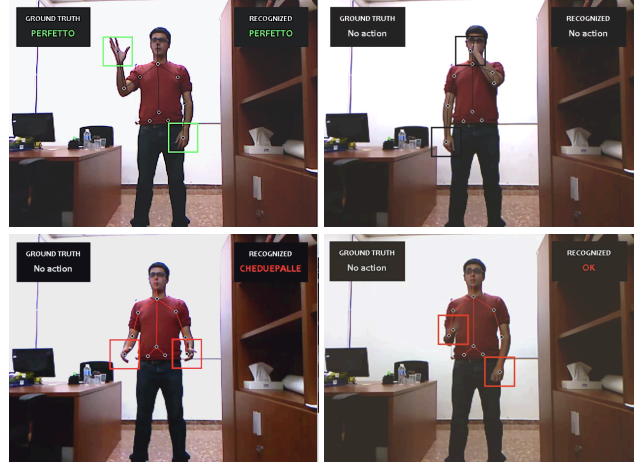 GROUND TRUTH
PERFETTO
RECOGNIZED
PERFETTO
GROUND TRUTH
No action
RECOGNIZED
No action
GROUND TRUTH
No action
RECOGNIZED
CHEDUEPALLE
GROUND TRUTH
No action
RECOGNIZED
OK